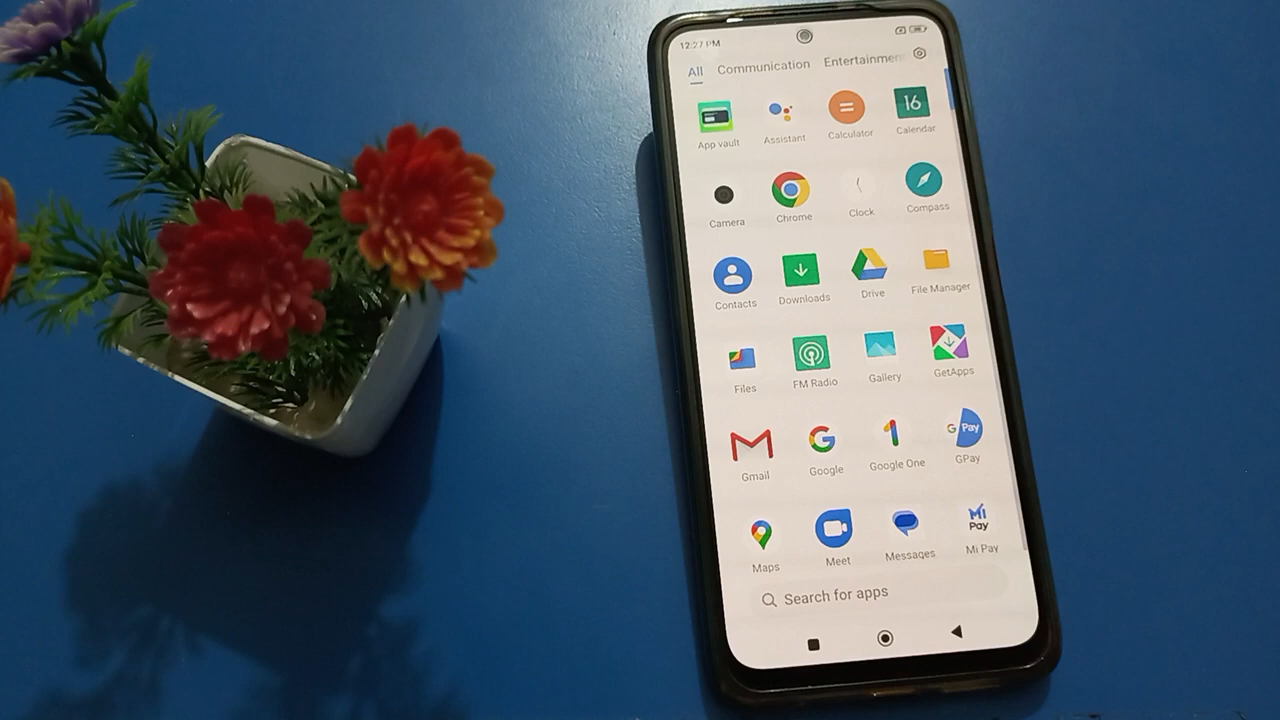 12:27 PM
All Communication Entertainmen
16
App vault Assistant Calculator Calendar
Camera Chrome Clock Compass
Contacts Downloads Drive File Manager
Files FM Radio Gallery GetApps
G Pay
Gmail Google Google One GPay
Mi Pay
Maps Meet Messages Mi Pay
Search for apps